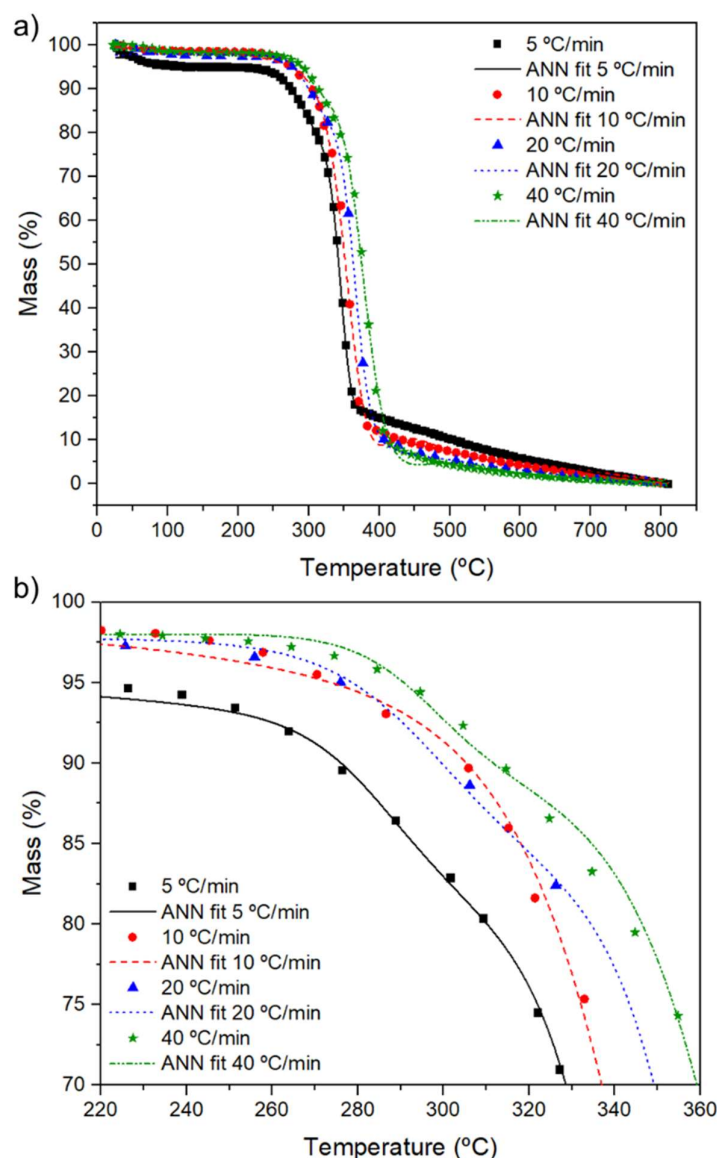 a)
100
90
80
70
60
50
40
30
20
10
0
Mass (%)
5 ºC/min
ANN fit 5 ºC/min
10 ºC/min
ANN fit 10 ºC/min
20 ºC/min
ANN fit 20 ºC/min
40 ºC/min
ANN fit 40 ºC/min
0 100 200 300 400 500 600 700 800
Temperature (ºC)
b)
100
95
90
85
80
75
70
Mass (%)
5 ºC/min
ANN fit 5 ºC/min
10 ºC/min
ANN fit 10 ºC/min
20 ºC/min
ANN fit 20 ºC/min
40 ºC/min
ANN fit 40 ºC/min
220 240 260 280 300 320 340 360
Temperature (ºC)